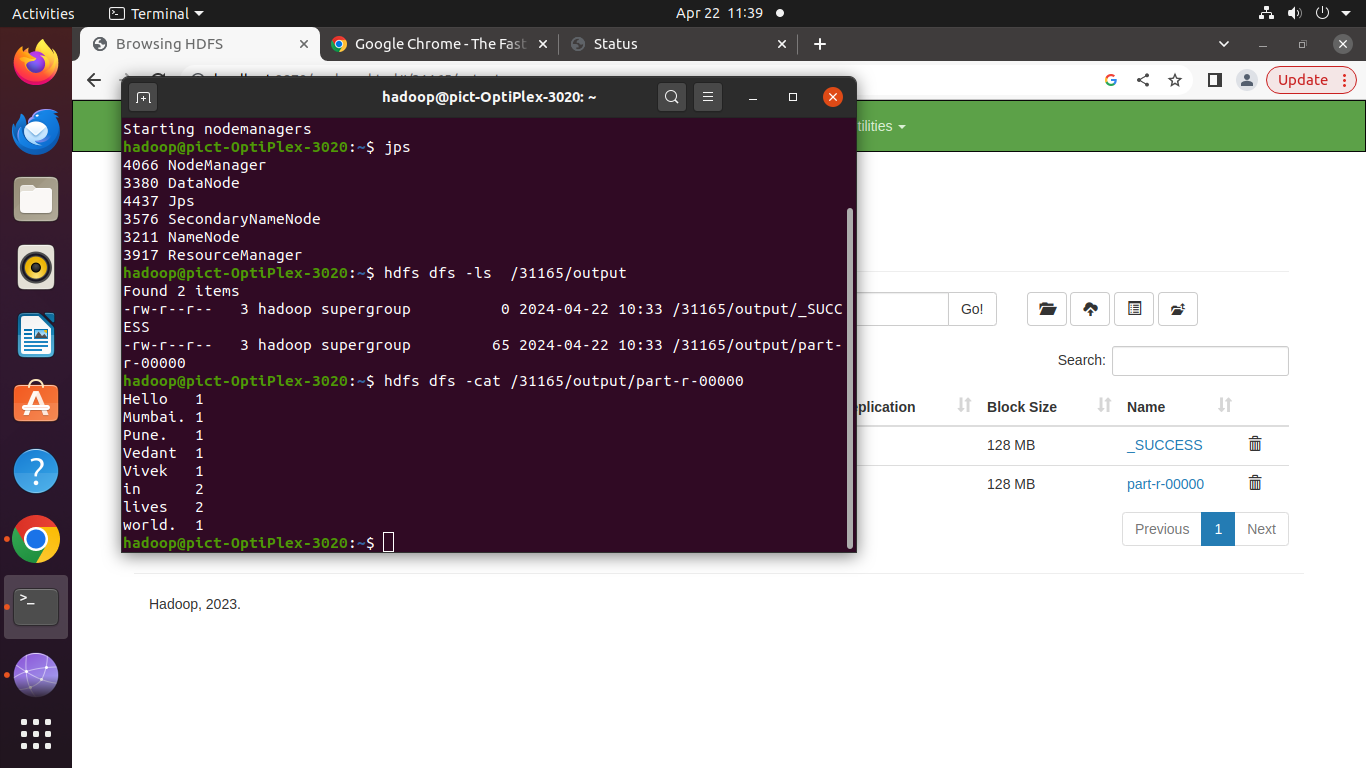 Activities Terminal Apr 22 11:39
Browsing HDFS Google Chrome - The Fast Status
Update
hadoop@pict-OptiPlex-3020: ~
Starting nodemanagers
hadoop@pict-OptiPlex-3020:~$ jps
4066 NodeManager
3380 DataNode
4437 Jps
3576 SecondaryNameNode
3211 NameNode
3917 ResourceManager
hadoop@pict-OptiPlex-3020:~$ hdfs dfs -ls  /31165/output
Found 2 items
-rw-r--r--   3 hadoop supergroup          0 2024-04-22 10:33 /31165/output/_SUCC
ESS
-rw-r--r--   3 hadoop supergroup         65 2024-04-22 10:33 /31165/output/part-
r-00000
hadoop@pict-OptiPlex-3020:~$ hdfs dfs -cat /31165/output/part-r-00000
Hello   1
Mumbai. 1
Pune.   1
Vedant  1
Vivek   1
in      2
lives   2
world.  1
hadoop@pict-OptiPlex-3020:~$
tilities
Go!
Search:
plication Block Size Name
128 MB _SUCCESS
128 MB part-r-00000
Previous 1 Next
Hadoop, 2023.